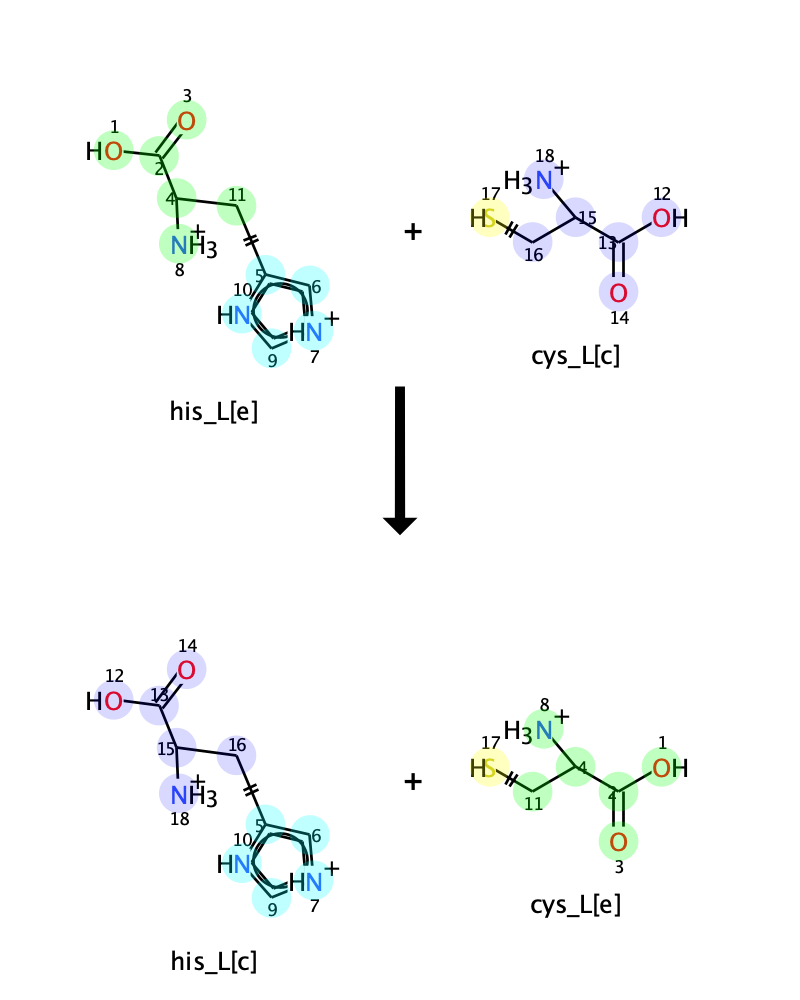 3
1
O
HO
2
4
11
NH3+
8
5
10
6
HN
HN+
9
7
his_L[e]
+
18
H3N+
17
12
HS
15
OH
13
16
O
14
cys_L[c]
14
12
O
HO
13
15
16
NH3+
18
5
10
6
HN
HN+
9
7
his_L[c]
+
8
H3N+
17
1
HS
4
OH
2
11
O
3
cys_L[e]